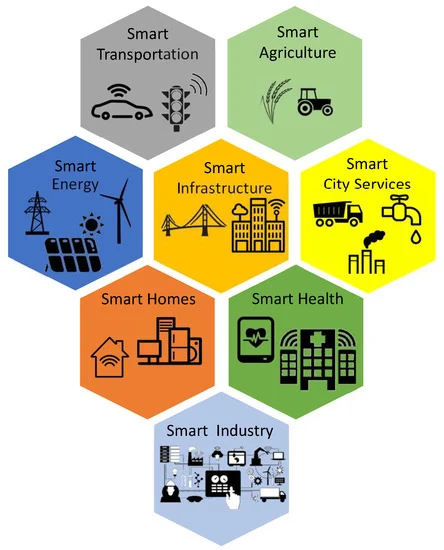 Smart
Transportation
Smart
Agriculture
Smart
Energy
Smart
Infrastructure
Smart
City Services
Smart Homes
Smart Health
Smart Industry